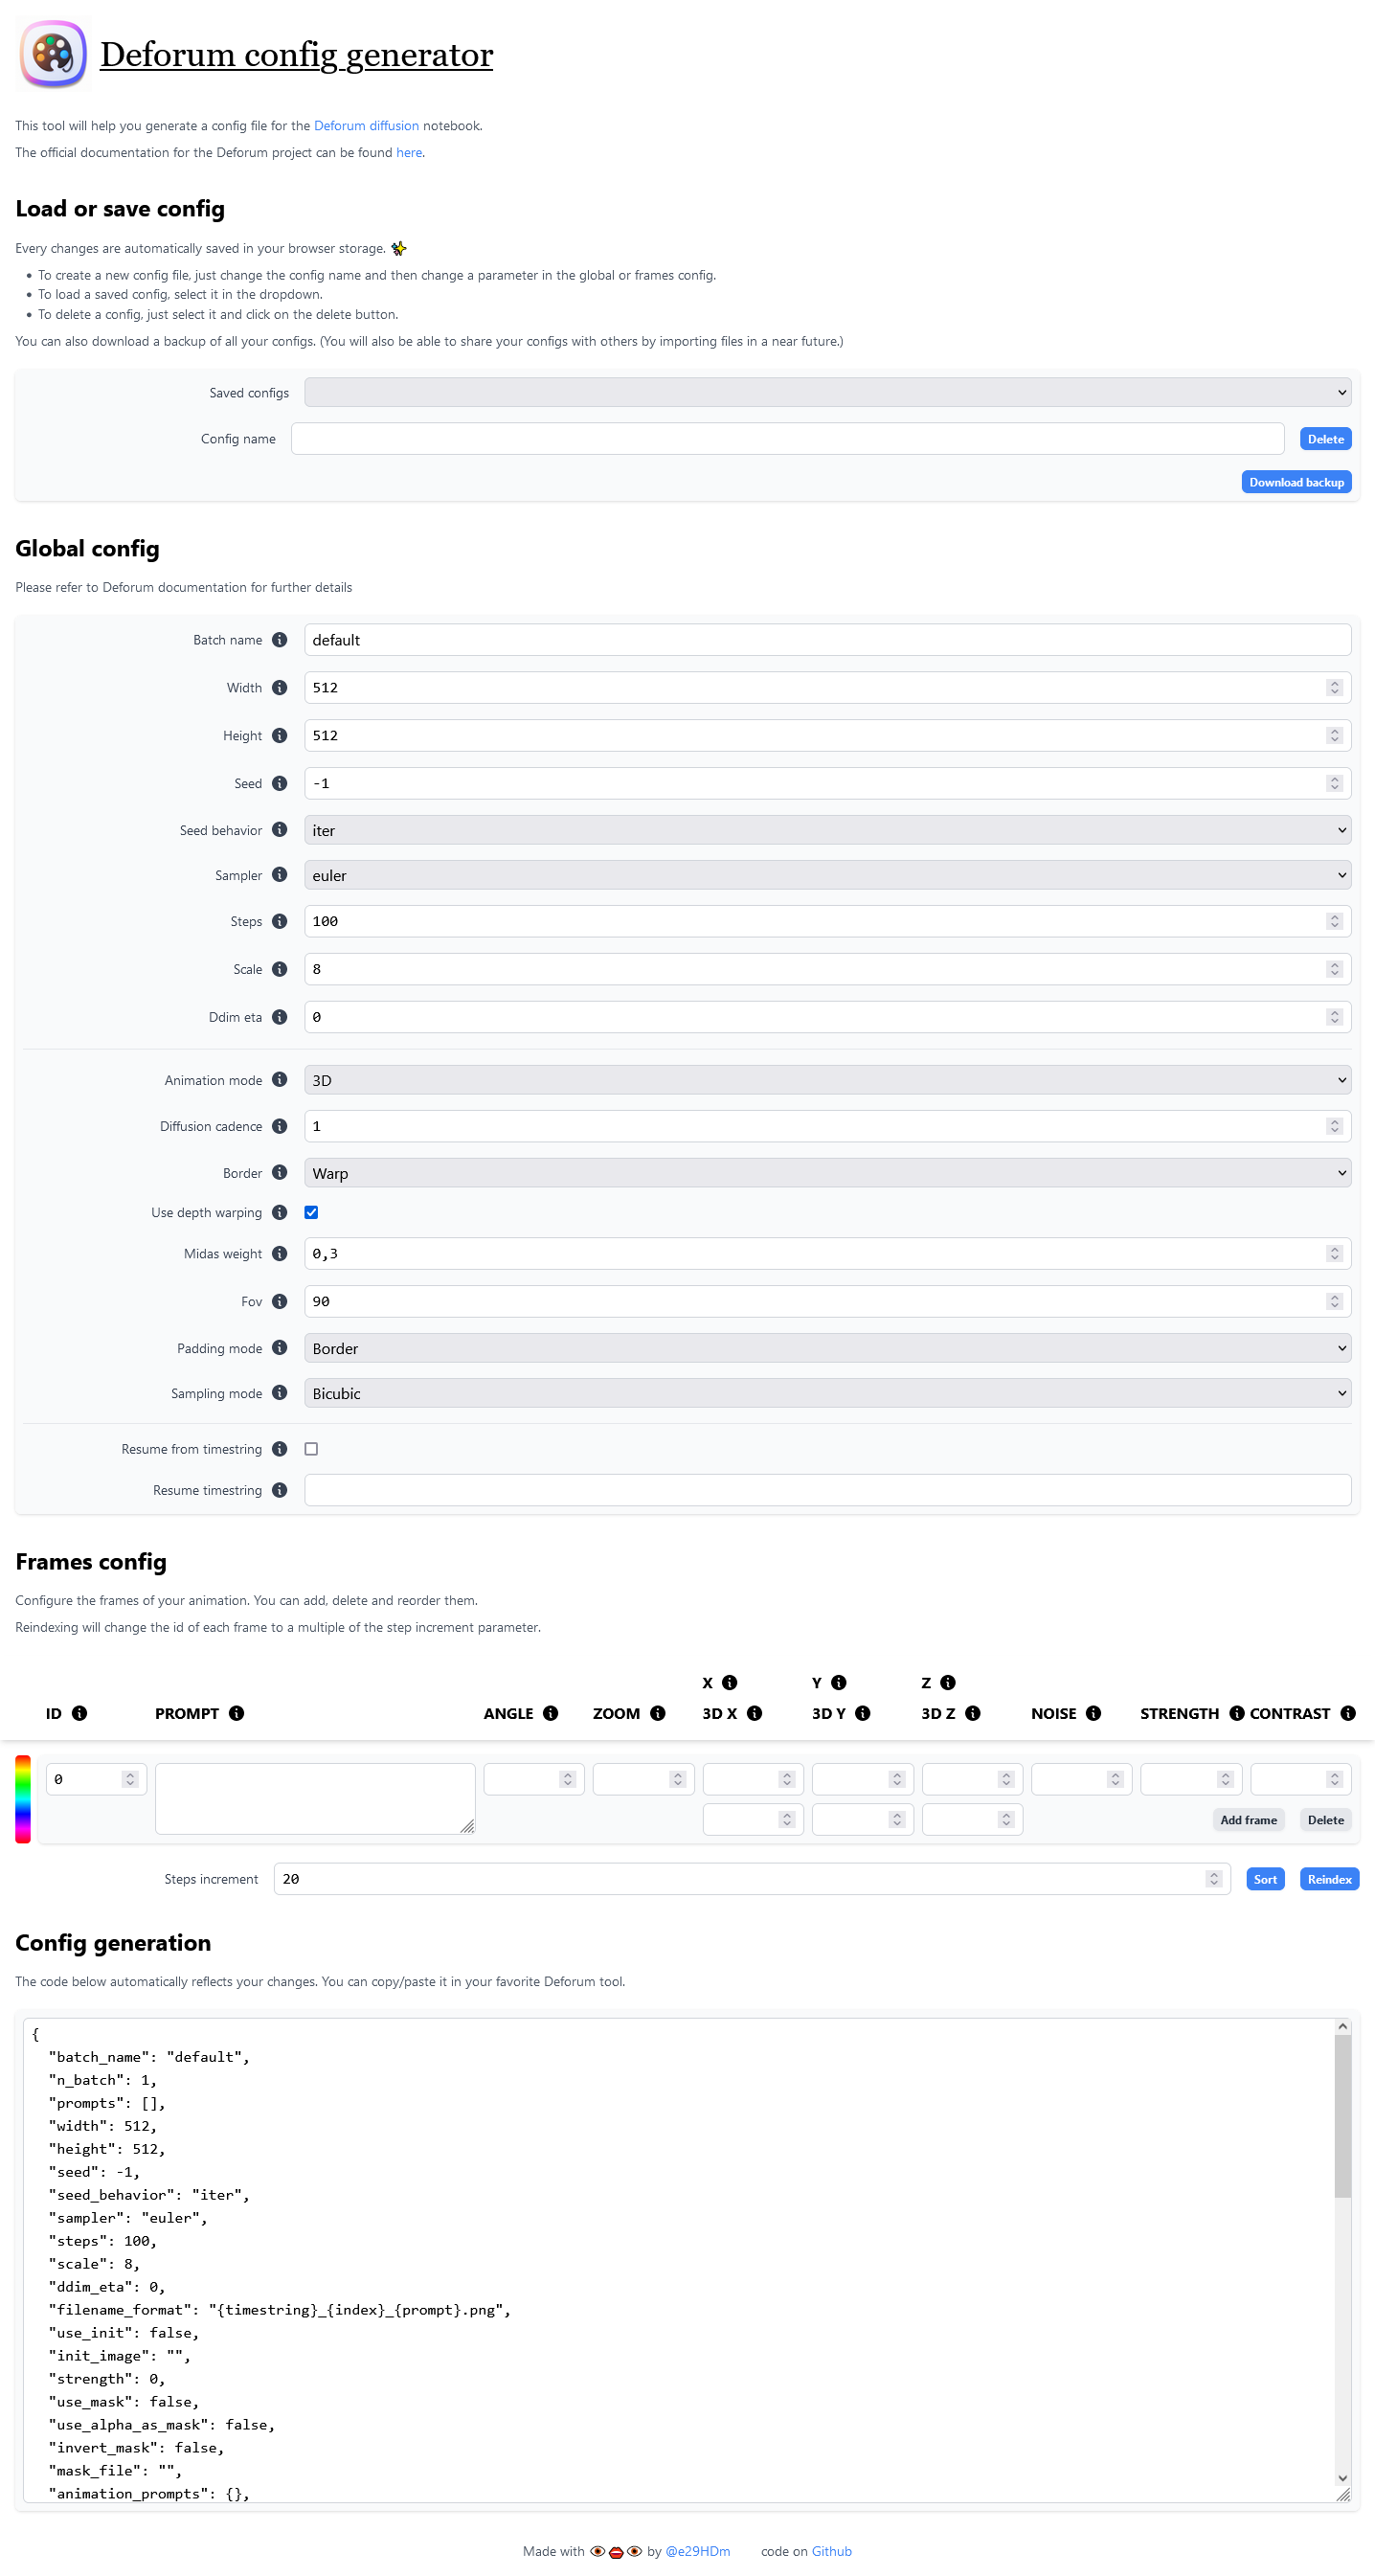 Deforum config generator
This tool will help you generate a config file for the Deforum diffusion notebook.
The official documentation for the Deforum project can be found here.
Load or save config
Every changes are automatically saved in your browser storage.
• To create a new config file, just change the config name and then change a parameter in the global or frames config.
• To load a saved config, select it in the dropdown.
• To delete a config, just select it and click on the delete button.
You can also download a backup of all your configs. (You will also be able to share your configs with others by importing files in a near future.)
Saved configs
Config name Delete
Download backup
Global config
Please refer to Deforum documentation for further details
Batch name default
Width 512
Height 512
Seed -1
Seed behavior iter
Sampler euler
Steps 100
Scale 8
Ddim eta 0
Animation mode 3D
Diffusion cadence 1
Border Warp
Use depth warping
Midas weight 0,3
Fov 90
Padding mode Border
Sampling mode Bicubic
Resume from timestring
Resume timestring
Frames config
Configure the frames of your animation. You can add, delete and reorder them.
Reindexing will change the id of each frame to a multiple of the step increment parameter.
X Y Z
ID PROMPT ANGLE ZOOM 3D X 3D Y 3D Z NOISE STRENGTH CONTRAST
0
Add frame Delete
Steps increment 20 Sort Reindex
Config generation
The code below automatically reflects your changes. You can copy/paste it in your favorite Deforum tool.
{
"batch_name": "default",
"n_batch": 1,
"prompts": [],
"width": 512,
"height": 512,
"seed": -1,
"seed_behavior": "iter",
"sampler": "euler",
"steps": 100,
"scale": 8,
"ddim_eta": 0,
"filename_format": "{timestring}_{index}_{prompt}.png",
"use_init": false,
"init_image": "",
"strength": 0,
"use_mask": false,
"use_alpha_as_mask": false,
"invert_mask": false,
"mask_file": "",
"animation_prompts": {},
Made with 👁👄👁 by @e29HDm code on Github